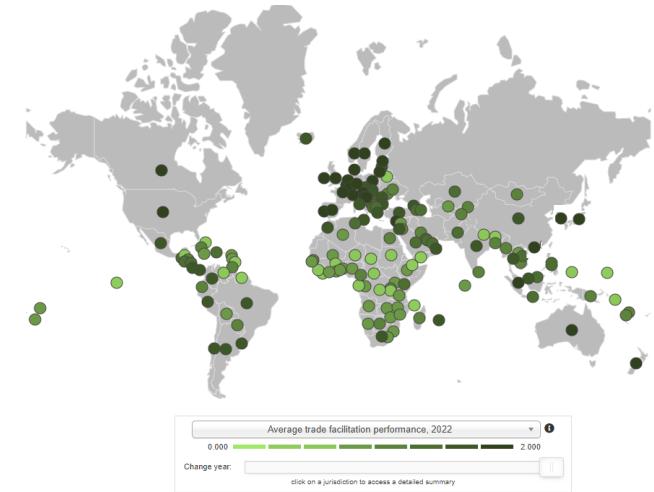 Average trade facilitation performance, 2022
0.000 2.000
Change year:
click on a jurisdiction to access a detailed summary